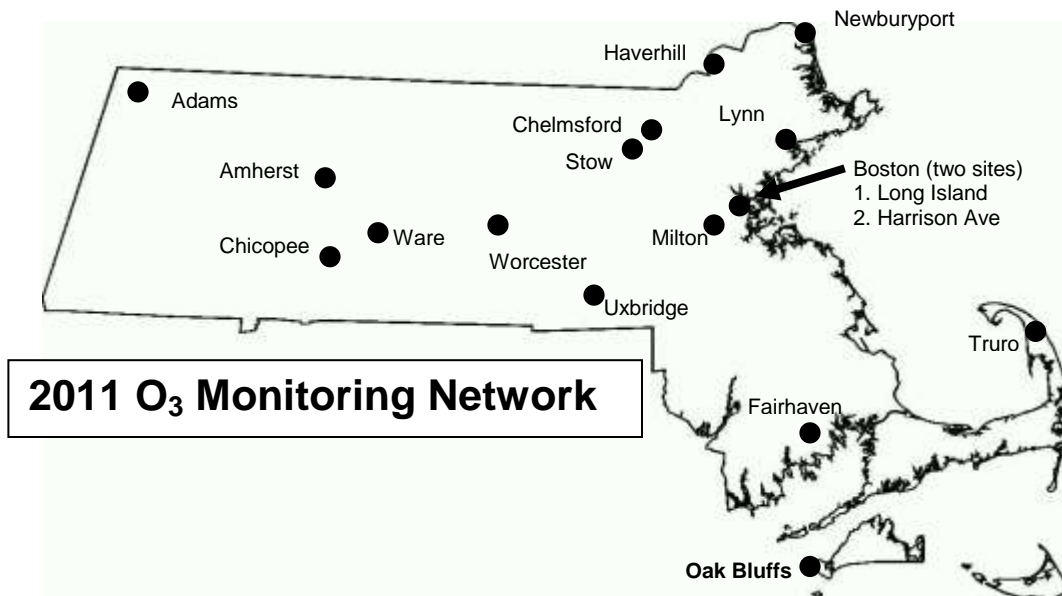 Newburyport
Haverhill
Adams
Chelmsford
Lynn
Stow
Amherst
Boston (two sites)
1. Long Island
2. Harrison Ave
Chicopee
Ware
Milton
Worcester
Uxbridge
Truro
2011 O₃ Monitoring Network
Fairhaven
Oak Bluffs